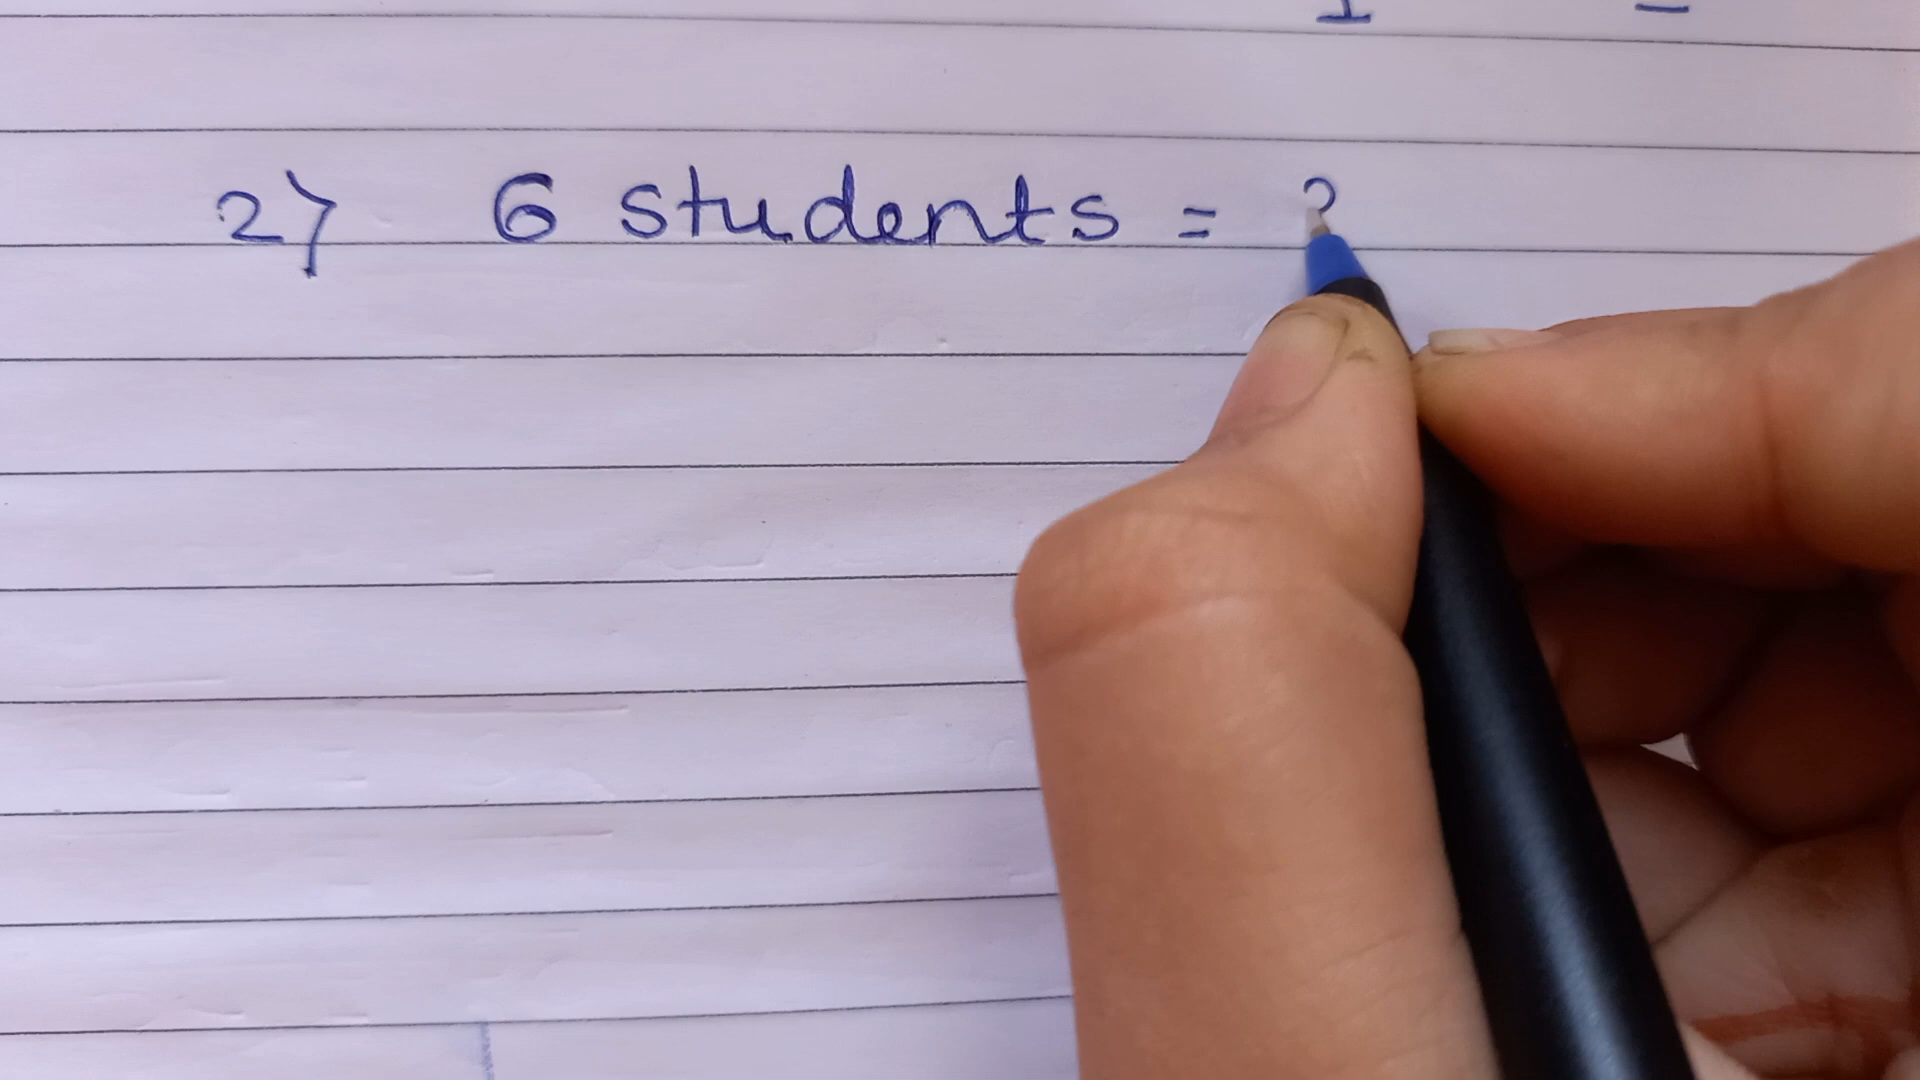 2) 6 students = ?